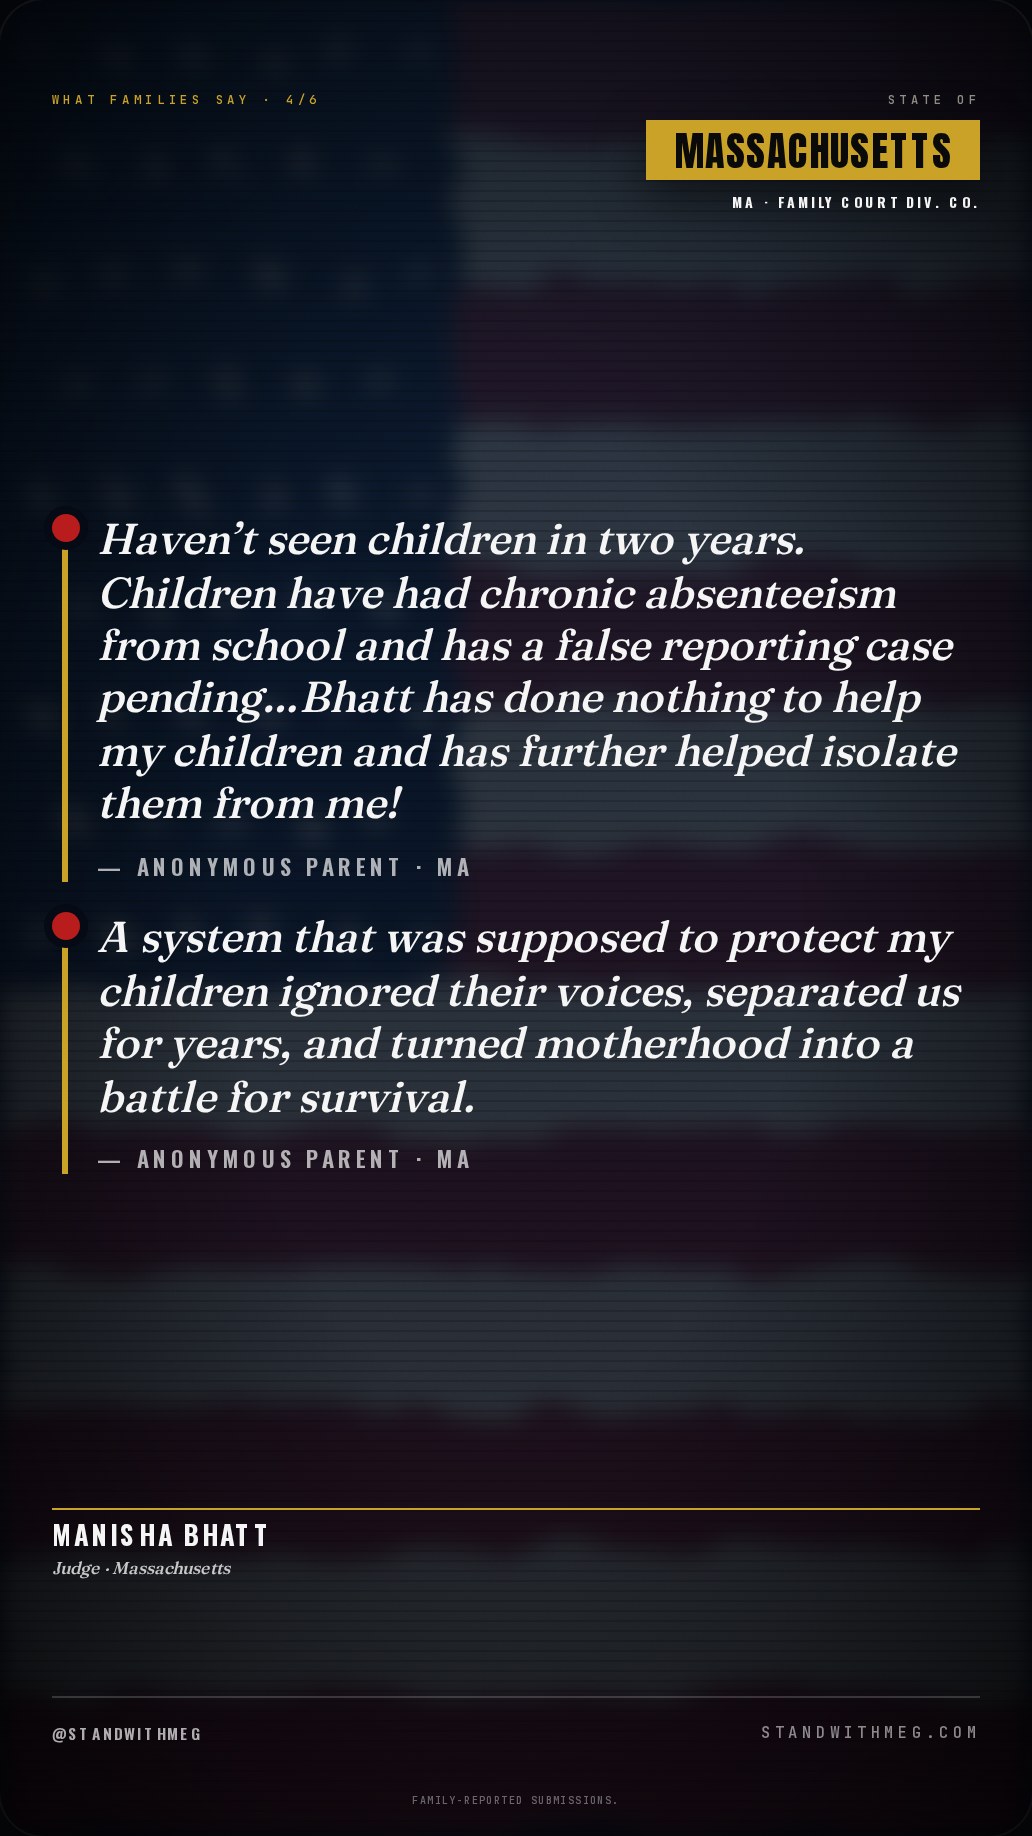 WHAT FAMILIES SAY · 4/6
STATE OF
MASSACHUSETTS
MA · FAMILY COURT DIV. CO.
Haven’t seen children in two years.
Children have had chronic absenteeism
from school and has a false reporting case
pending...Bhatt has done nothing to help
my children and has further helped isolate
them from me!
— ANONYMOUS PARENT · MA
A system that was supposed to protect my
children ignored their voices, separated us
for years, and turned motherhood into a
battle for survival.
— ANONYMOUS PARENT · MA
MANISHA BHATT
Judge · Massachusetts
@STANDWITHMEG
STANDWITHMEG.COM
FAMILY-REPORTED SUBMISSIONS.